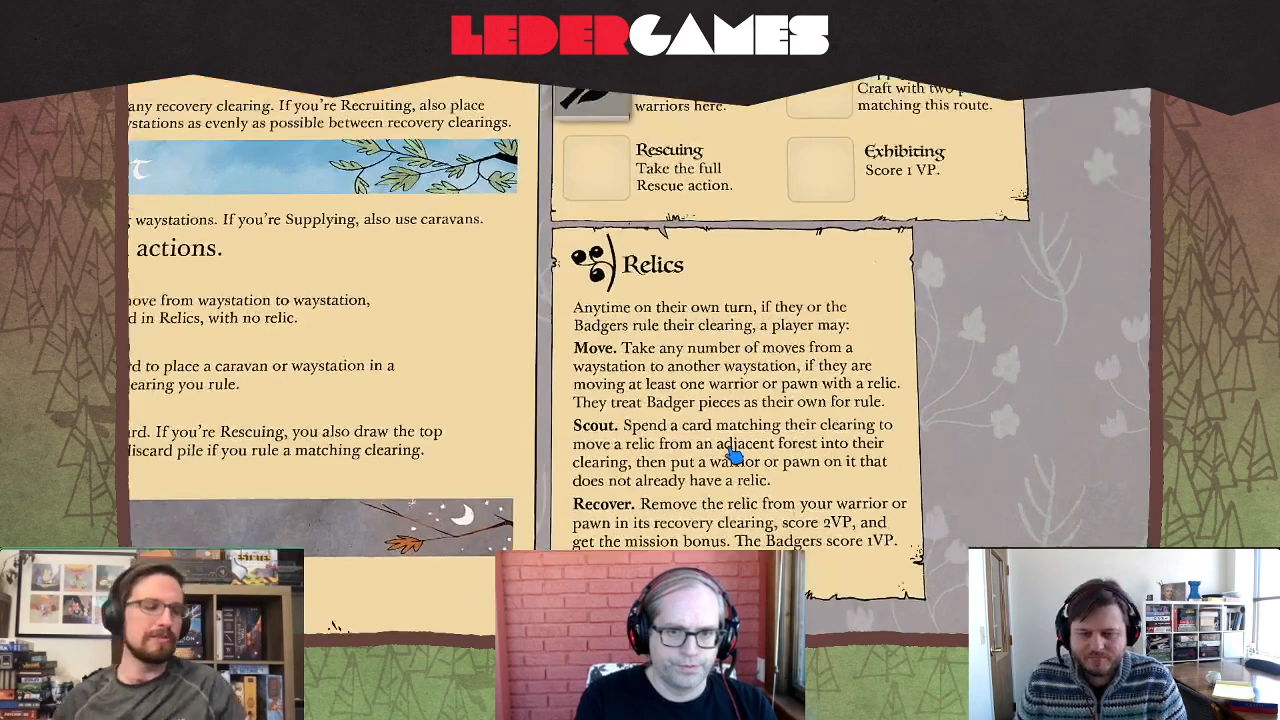 LEDERGAMES
any recovery clearing. If you're Recruiting, also place
ystations as evenly as possible between recovery clearings.
waystations. If you're Supplying, also use caravans.
actions.
ove from waystation to waystation,
d in Relics, with no relic.
d to place a caravan or waystation in a
earing you rule.
rd. If you're Rescuing, you also draw the top
discard pile if you rule a matching clearing.
warriors here.
Craft with two
matching this route.
Rescuing
Take the full
Rescue action.
Exhibiting
Score 1 VP.
Relics
Anytime on their own turn, if they or the
Badgers rule their clearing, a player may:
Move. Take any number of moves from a
waystation to another waystation, if they are
moving at least one warrior or pawn with a relic.
They treat Badger pieces as their own for rule.
Scout. Spend a card matching their clearing to
move a relic from an adjacent forest into their
clearing, then put a warrior or pawn on it that
does not already have a relic.
Recover. Remove the relic from your warrior or
pawn in its recovery clearing, score 2VP, and
get the mission bonus. The Badgers score 1VP.